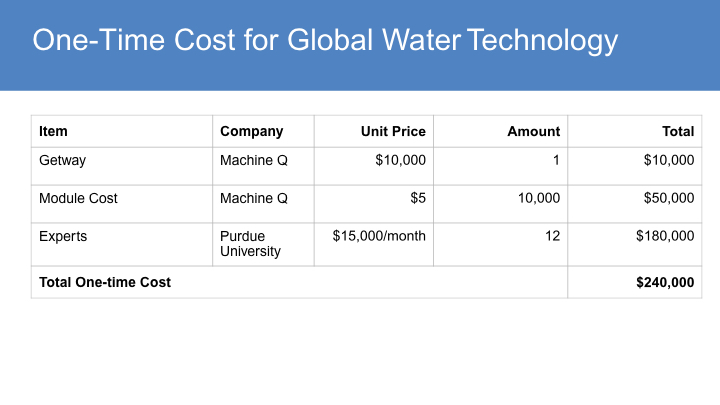 One-Time Cost for Global Water Technology
Item Company Unit Price Amount Total
Getway Machine Q $10,000 1 $10,000
Module Cost Machine Q $5 10,000 $50,000
Experts Purdue $15,000/month 12 $180,000
University
Total One-time Cost $240,000